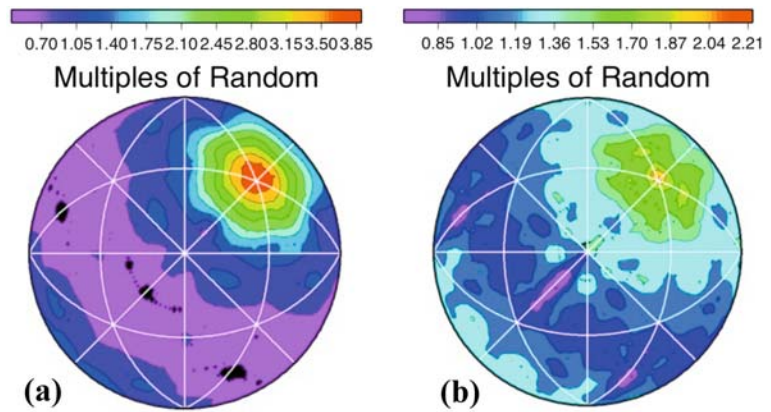 0.70 1.05 1.40 1.75 2.10 2.45 2.80 3.15 3.50 3.85
Multiples of Random
(a)
0.85 1.02 1.19 1.36 1.53 1.70 1.87 2.04 2.21
Multiples of Random
(b)